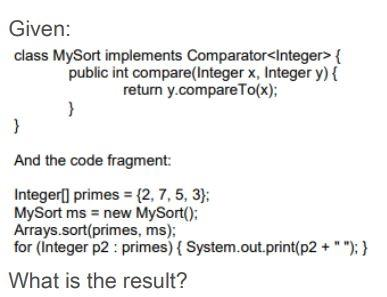 Given:
class MySort implements Comparator<Integer> {
public int compare(Integer x, Integer y) {
return y.compareTo(x);
}
}
And the code fragment:
Integer[] primes = {2, 7, 5, 3};
MySort ms = new MySort();
Arrays.sort(primes, ms);
for (Integer p2 : primes) { System.out.print(p2 + " "); }
What is the result?